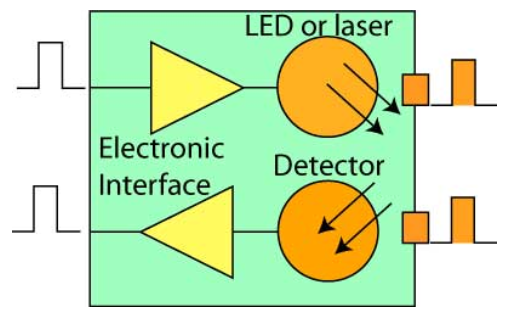 LED or laser
Electronic
Interface
Detector